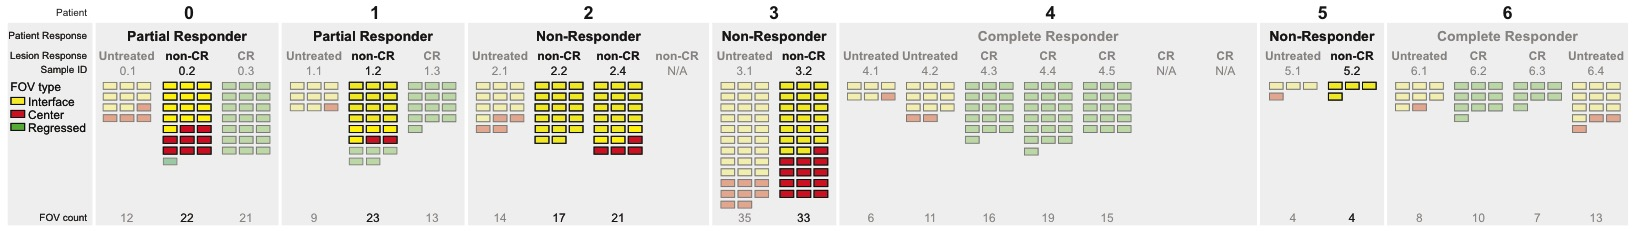 Patient 0 1 2 3 4 5 6
Patient Response Partial Responder Partial Responder Non-Responder Non-Responder Complete Responder Non-Responder Complete Responder
Lesion Response Untreated non-CR CR Untreated non-CR CR Untreated non-CR non-CR non-CR Untreated non-CR Untreated Untreated CR CR CR CR CR Untreated non-CR Untreated CR CR Untreated
Sample ID 0.1 0.2 0.3 1.1 1.2 1.3 2.1 2.2 2.4 N/A 3.1 3.2 4.1 4.2 4.3 4.4 4.5 N/A N/A 5.1 5.2 6.1 6.2 6.3 6.4
FOV type
Interface
Center
Regressed
FOV count 12 22 21 9 23 13 14 17 21 35 33 6 11 16 19 15 4 4 8 10 7 13